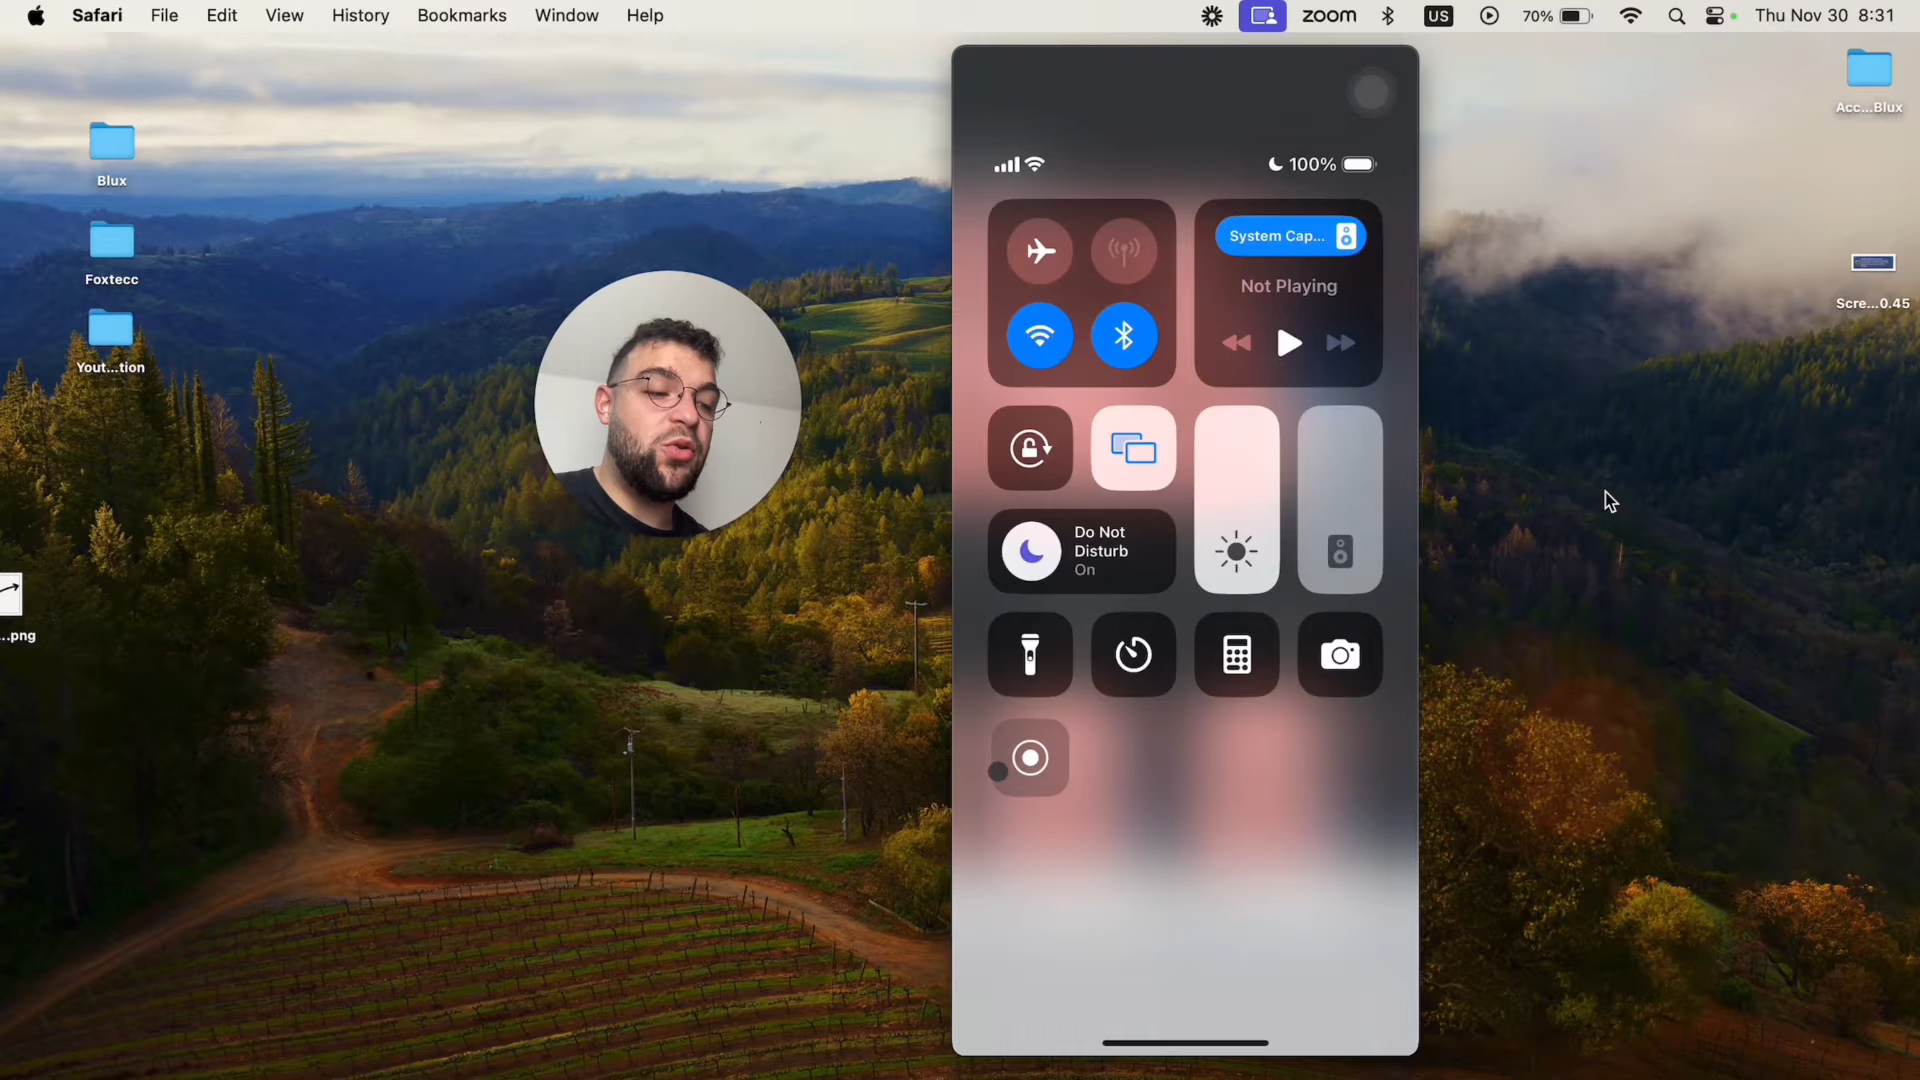 Safari File Edit View History Bookmarks Window Help zoom US 70% Thu Nov 30 8:31
Blux
Foxtecc
Yout...tion
...png
Acc...Blux
Scre...0.45
100%
System Cap...
Not Playing
Do Not
Disturb
On